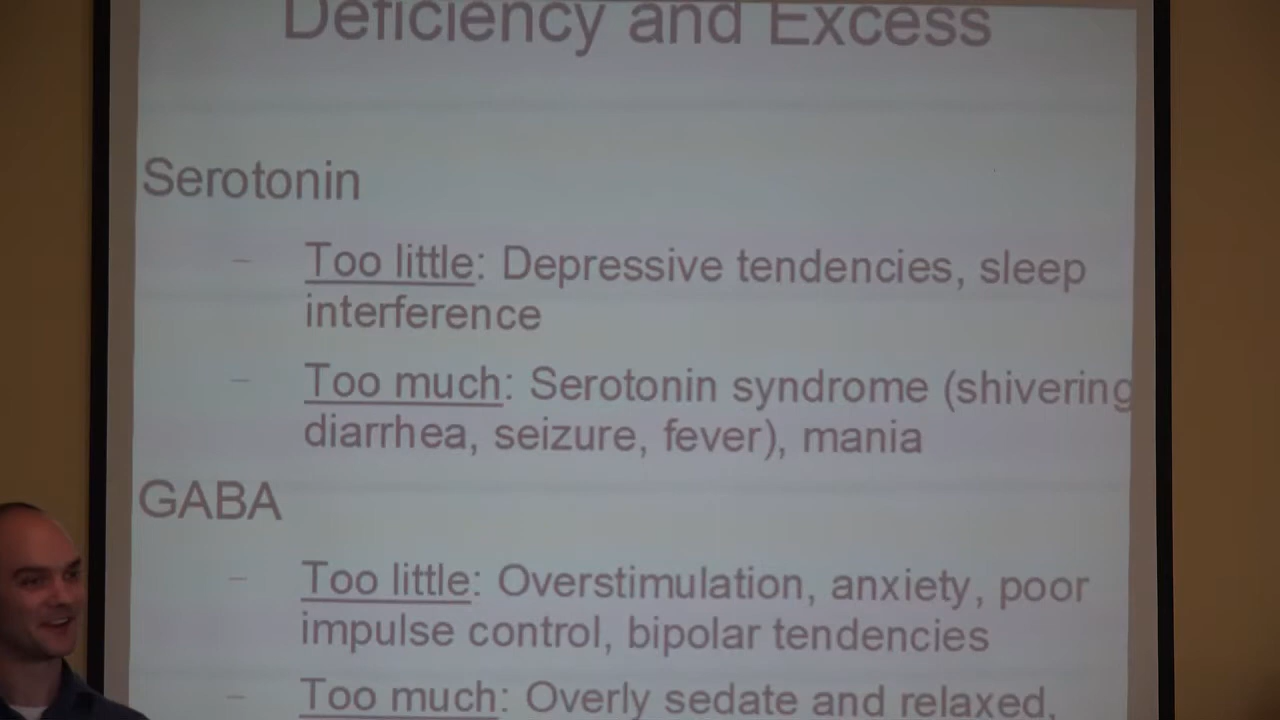 Deficiency and Excess
Serotonin
– Too little: Depressive tendencies, sleep
interference
– Too much: Serotonin syndrome (shivering
diarrhea, seizure, fever), mania
GABA
– Too little: Overstimulation, anxiety, poor
impulse control, bipolar tendencies
– Too much: Overly sedate and relaxed,